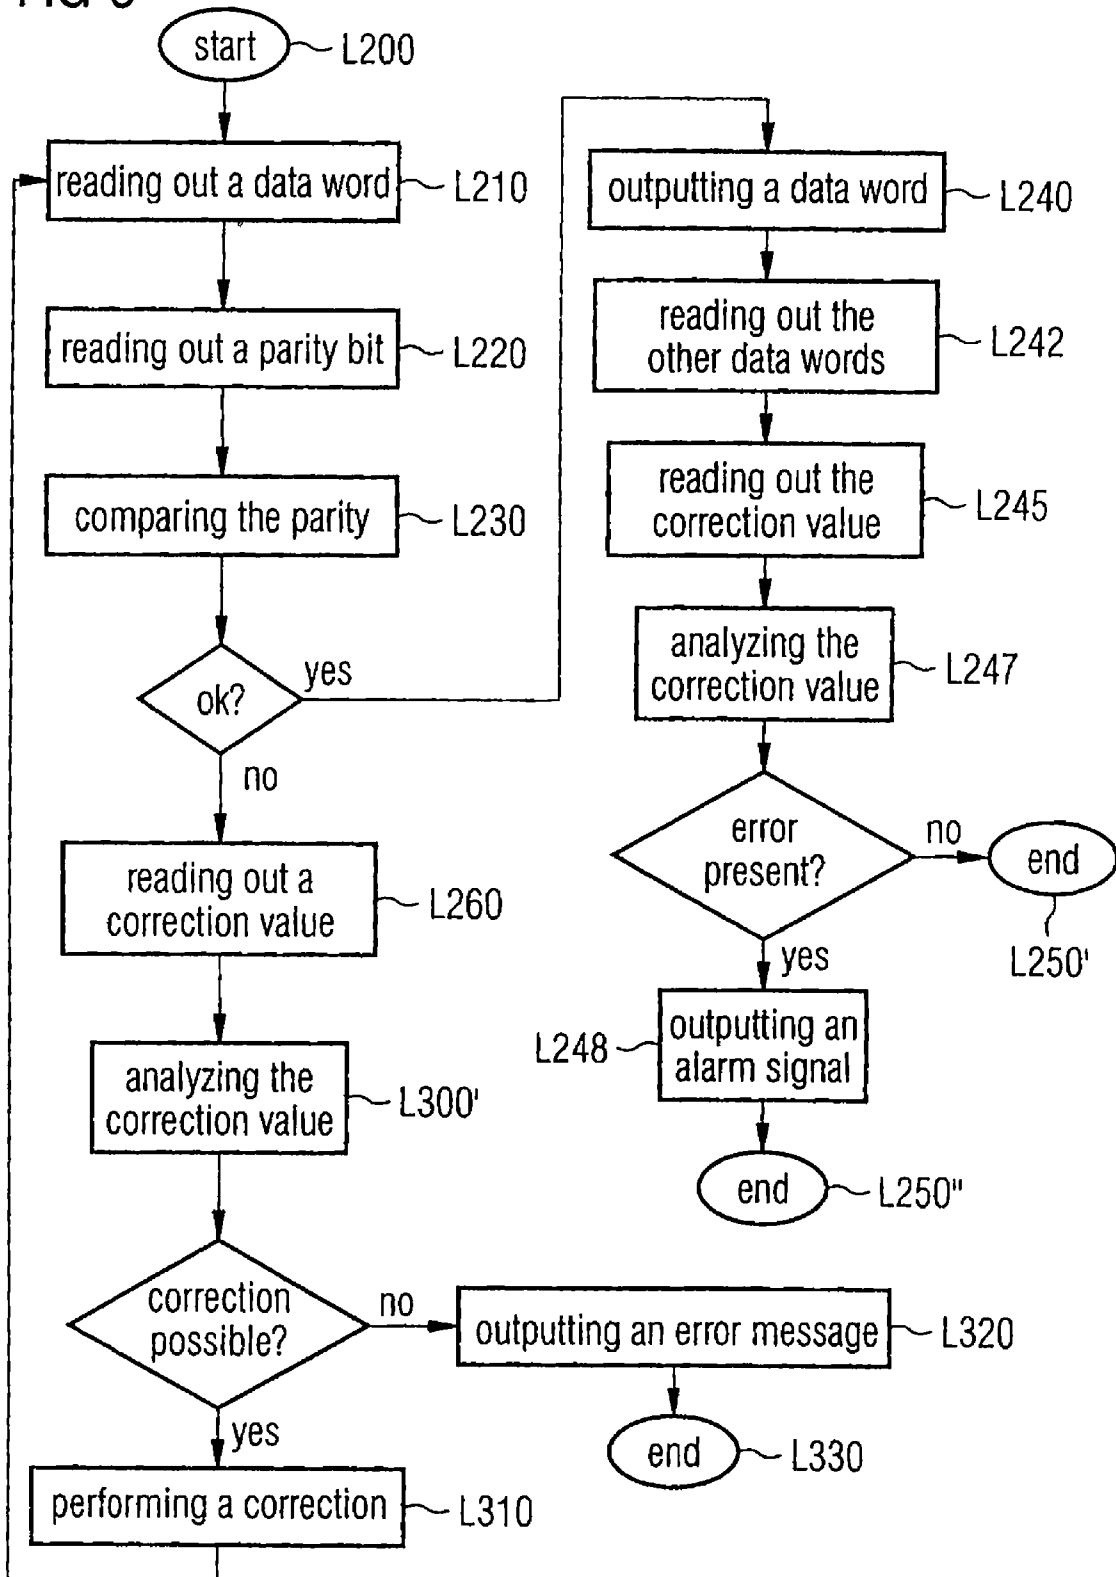 start
L200
reading out a data word
L210
reading out a parity bit
L220
comparing the parity
L230
ok?
yes
no
reading out a
correction value
L260
analyzing the
correction value
L300'
correction
possible?
no
yes
performing a correction
L310
outputting an error message
L320
end
L330
outputting a data word
L240
reading out the
other data words
L242
reading out the
correction value
L245
analyzing the
correction value
L247
error
present?
no
end
L250'
yes
outputting an
alarm signal
L248
end
L250"